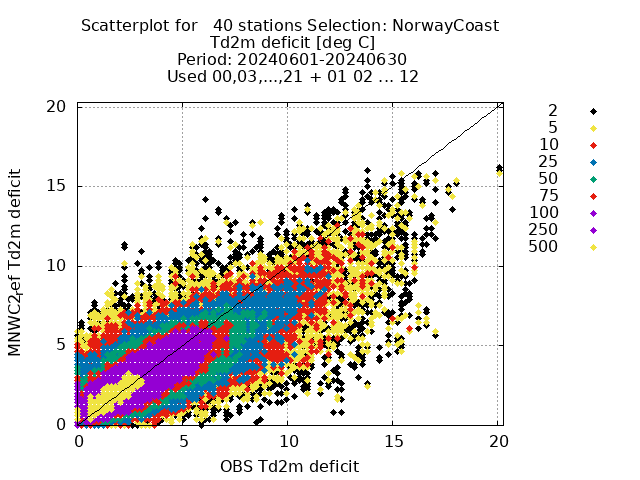 Scatterplot for   40 stations Selection: NorwayCoast
Td2m deficit [deg C]
Period: 20240601-20240630
Used 00,03,...,21 + 01 02 ... 12
20
15
10
5
0
MNWC2_ref Td2m deficit
0 5 10 15 20
OBS Td2m deficit
2
5
10
25
50
75
100
250
500